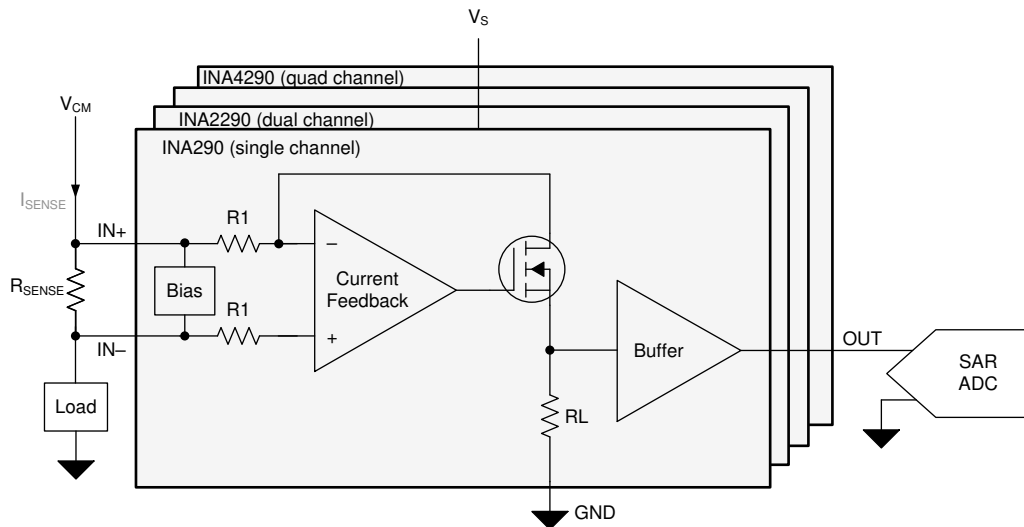 V_S
INA4290 (quad channel)
V_CM
INA2290 (dual channel)
INA290 (single channel)
I_SENSE
R1
IN+
−
Current
Feedback
R_SENSE
Bias
R1
+
IN–
Buffer
OUT
SAR
ADC
Load
RL
GND